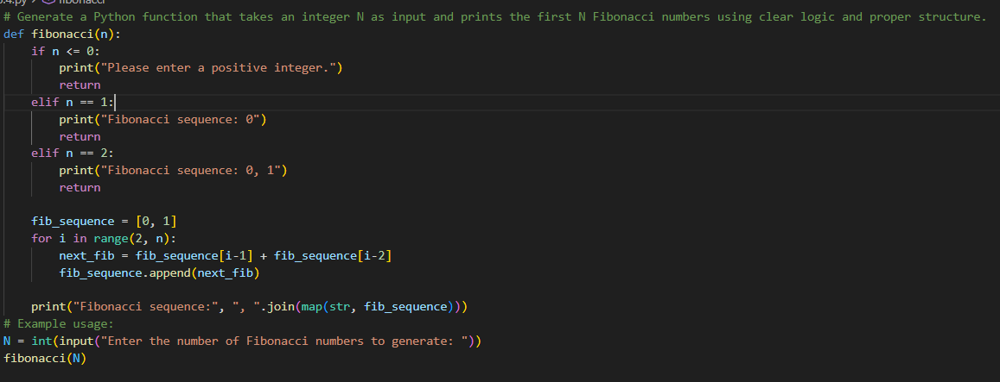 3.4.py > fibonacci
# Generate a Python function that takes an integer N as input and prints the first N Fibonacci numbers using clear logic and proper structure.
def fibonacci(n):
    if n <= 0:
        print("Please enter a positive integer.")
        return
    elif n == 1:
        print("Fibonacci sequence: 0")
        return
    elif n == 2:
        print("Fibonacci sequence: 0, 1")
        return

    fib_sequence = [0, 1]
    for i in range(2, n):
        next_fib = fib_sequence[i-1] + fib_sequence[i-2]
        fib_sequence.append(next_fib)

    print("Fibonacci sequence:", ", ".join(map(str, fib_sequence)))
# Example usage:
N = int(input("Enter the number of Fibonacci numbers to generate: "))
fibonacci(N)